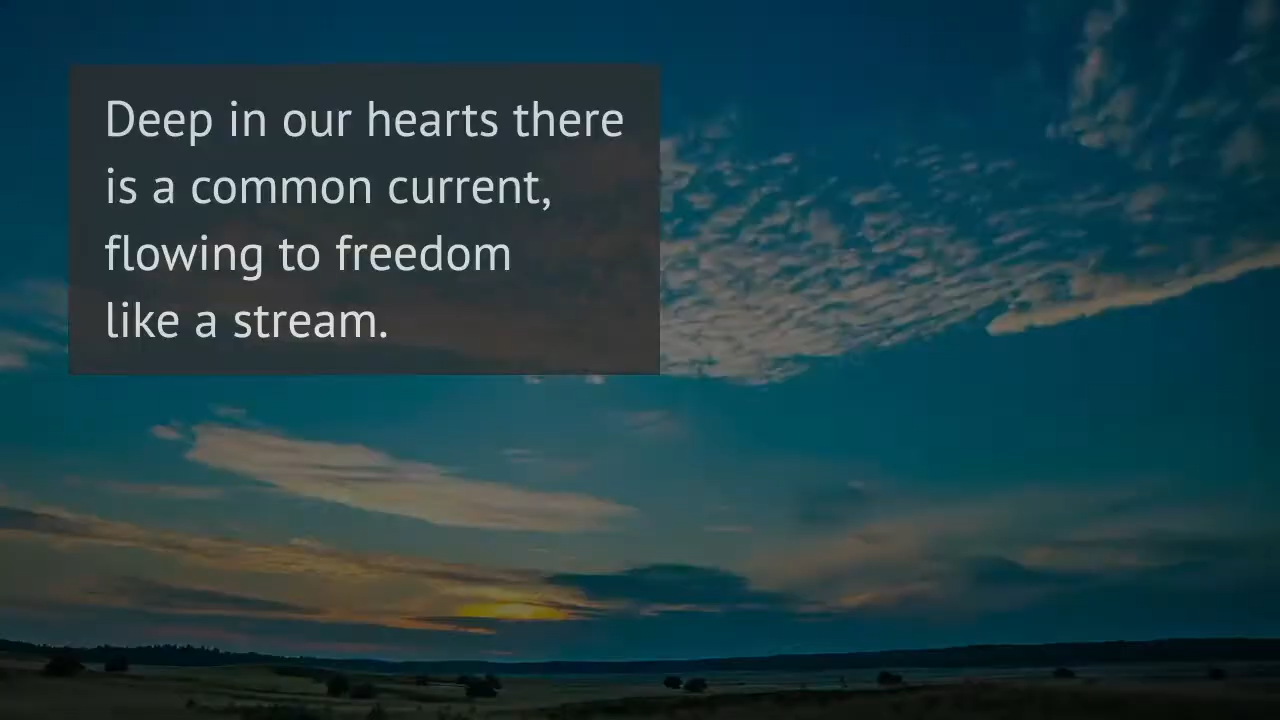 Deep in our hearts there
is a common current,
flowing to freedom
like a stream.